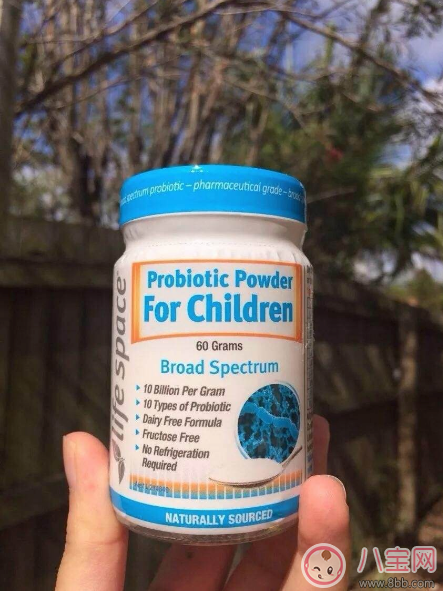 spectrum probiotic – pharmaceutical grade – broad
life space
Probiotic Powder
For Children
60 Grams
Broad Spectrum
10 Billion Per Gram
10 Types of Probiotic
Dairy Free Formula
Fructose Free
No Refrigeration
Required
NATURALLY SOURCED
八宝网
www.8bb.com